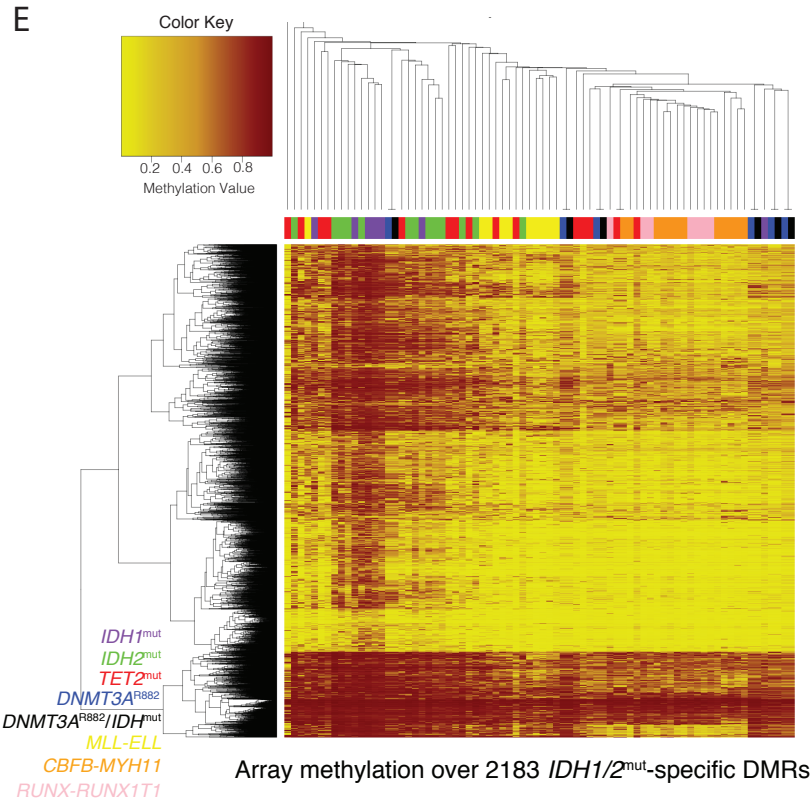 E
Color Key
0.2 0.4 0.6 0.8
Methylation Value
IDH1mut
IDH2mut
TET2mut
DNMT3AR882
DNMT3AR882/IDHmut
MLL-ELL
CBFB-MYH11
RUNX-RUNX1T1
Array methylation over 2183 IDH1/2mut-specific DMRs